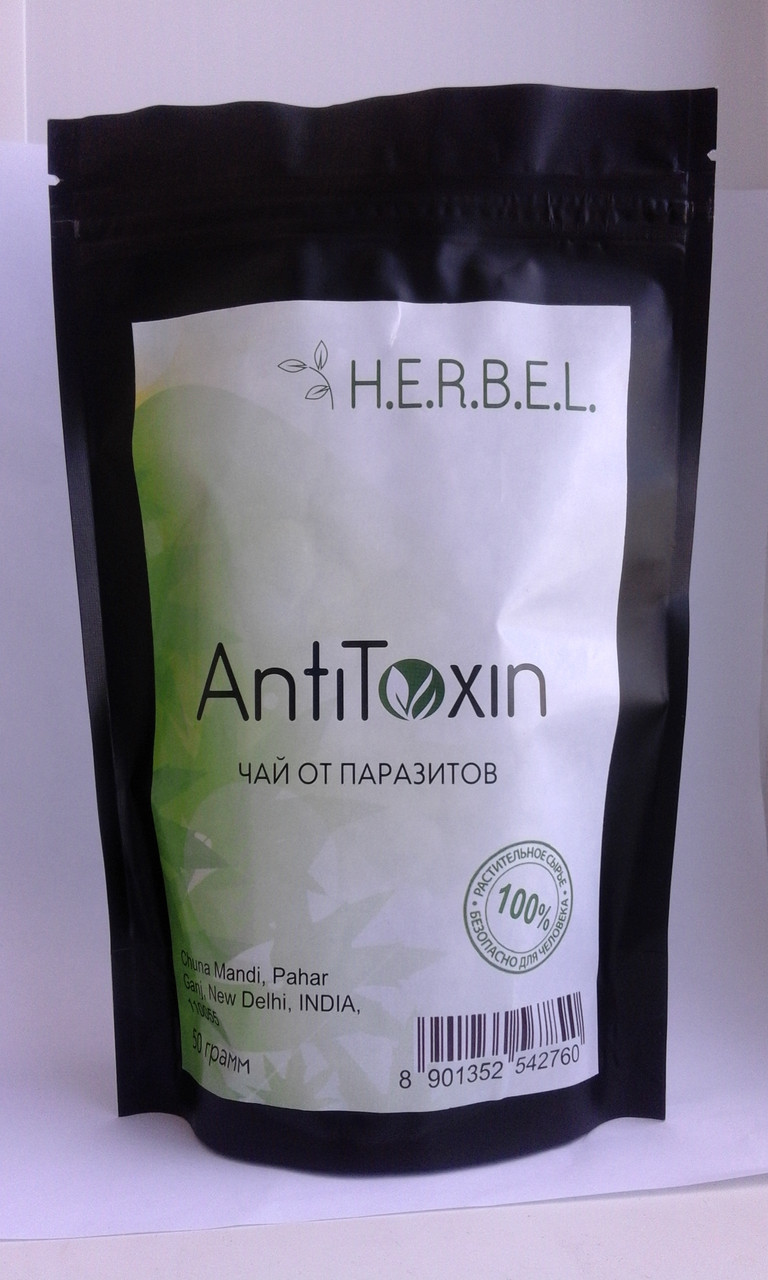 H.E.R.B.E.L.
AntiToxin
ЧАЙ ОТ ПАРАЗИТОВ
РАСТИТЕЛЬНОЕ СЫРЬЕ
100%
БЕЗОПАСНО ДЛЯ ЧЕЛОВЕКА
Chuna Mandi, Pahar
Ganj, New Delhi, INDIA,
110055
50 грамм
8 901352 542760